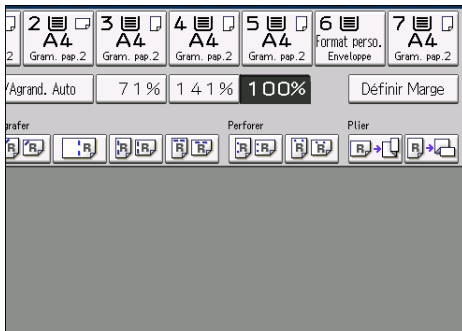 2 2 3 4 5 6 7
A4 A4 A4 A4 Format perso. A4
Gram. pap.2 Gram. pap.2 Gram. pap.2 Gram. pap.2 Enveloppe Gram. pap.2
/Agrand. Auto 71% 141% 100% Définir Marge
grafer Perforer Plier
R R R R R R R R R R R R